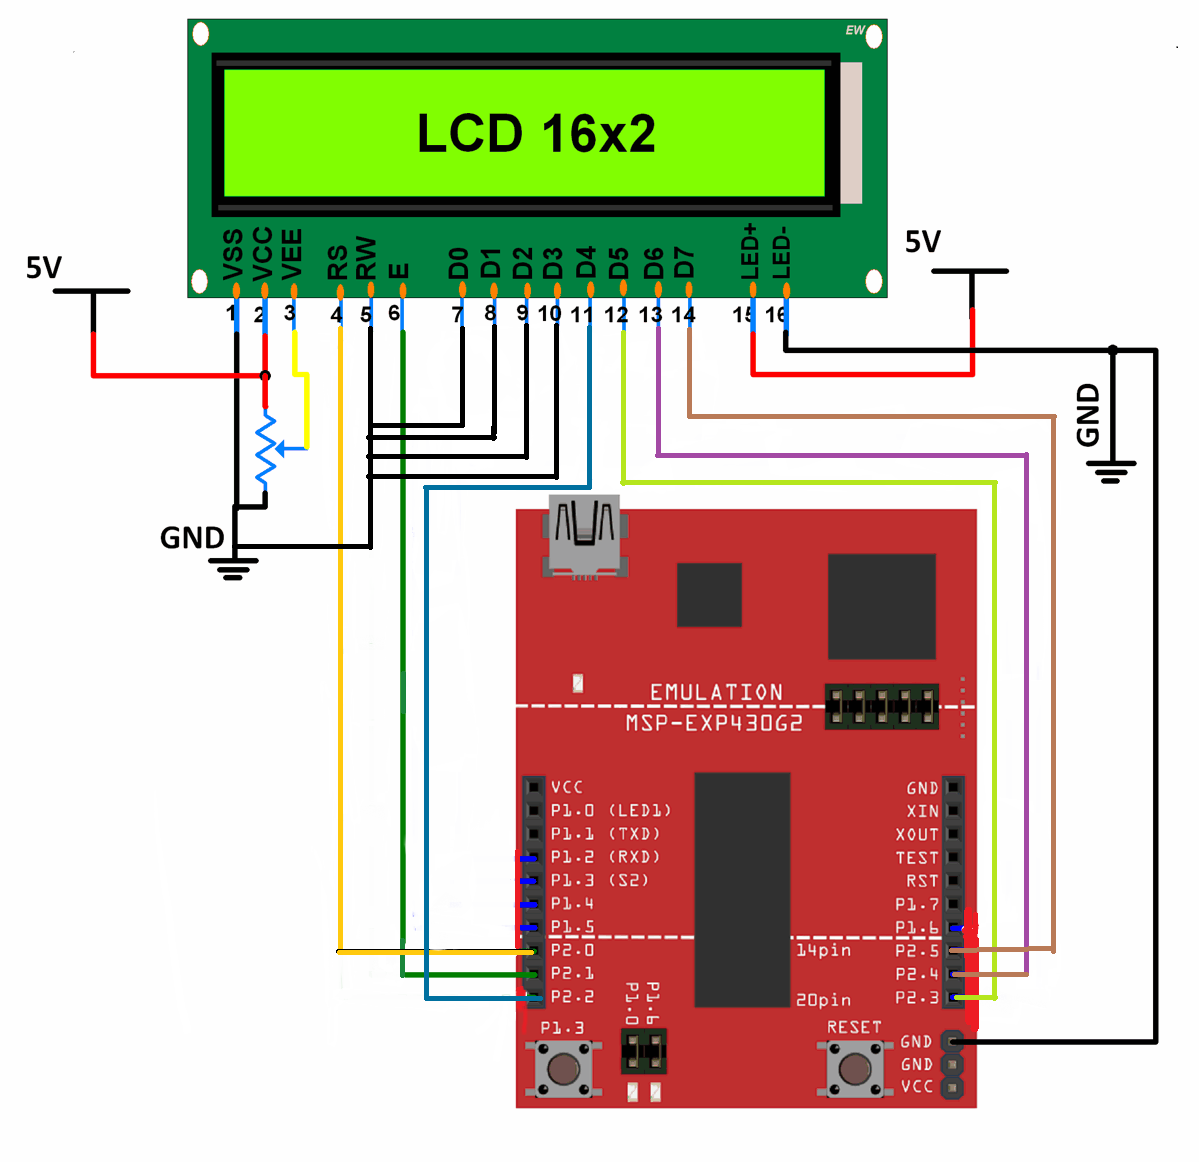 EW
LCD 16x2
VSS
VCC
VEE
RS
RW
E
D0
D1
D2
D3
D4
D5
D6
D7
LED+
LED-
5V
5V
1
2
3
4
5
6
7
8
9
10
11
12
13
14
15
16
GND
GND
EMULATION
MSP-EXP430G2
VCC
P1.0 (LED1)
P1.1 (TXD)
P1.2 (RXD)
P1.3 (S2)
P1.4
P1.5
P2.0
P2.1
P2.2
GND
XIN
XOUT
TEST
RST
P1.7
P1.6
P2.5
P2.4
P2.3
14pin
20pin
P1.3
P1.0
P1.6
RESET
GND
GND
VCC